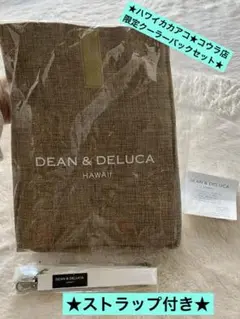 ★ハワイカカアコ★コウラ店
限定クーラーバックセット★
DEAN & DELUCA
HAWAII
DEAN & DELUCA
DEAN & DELUCA
★ストラップ付き★